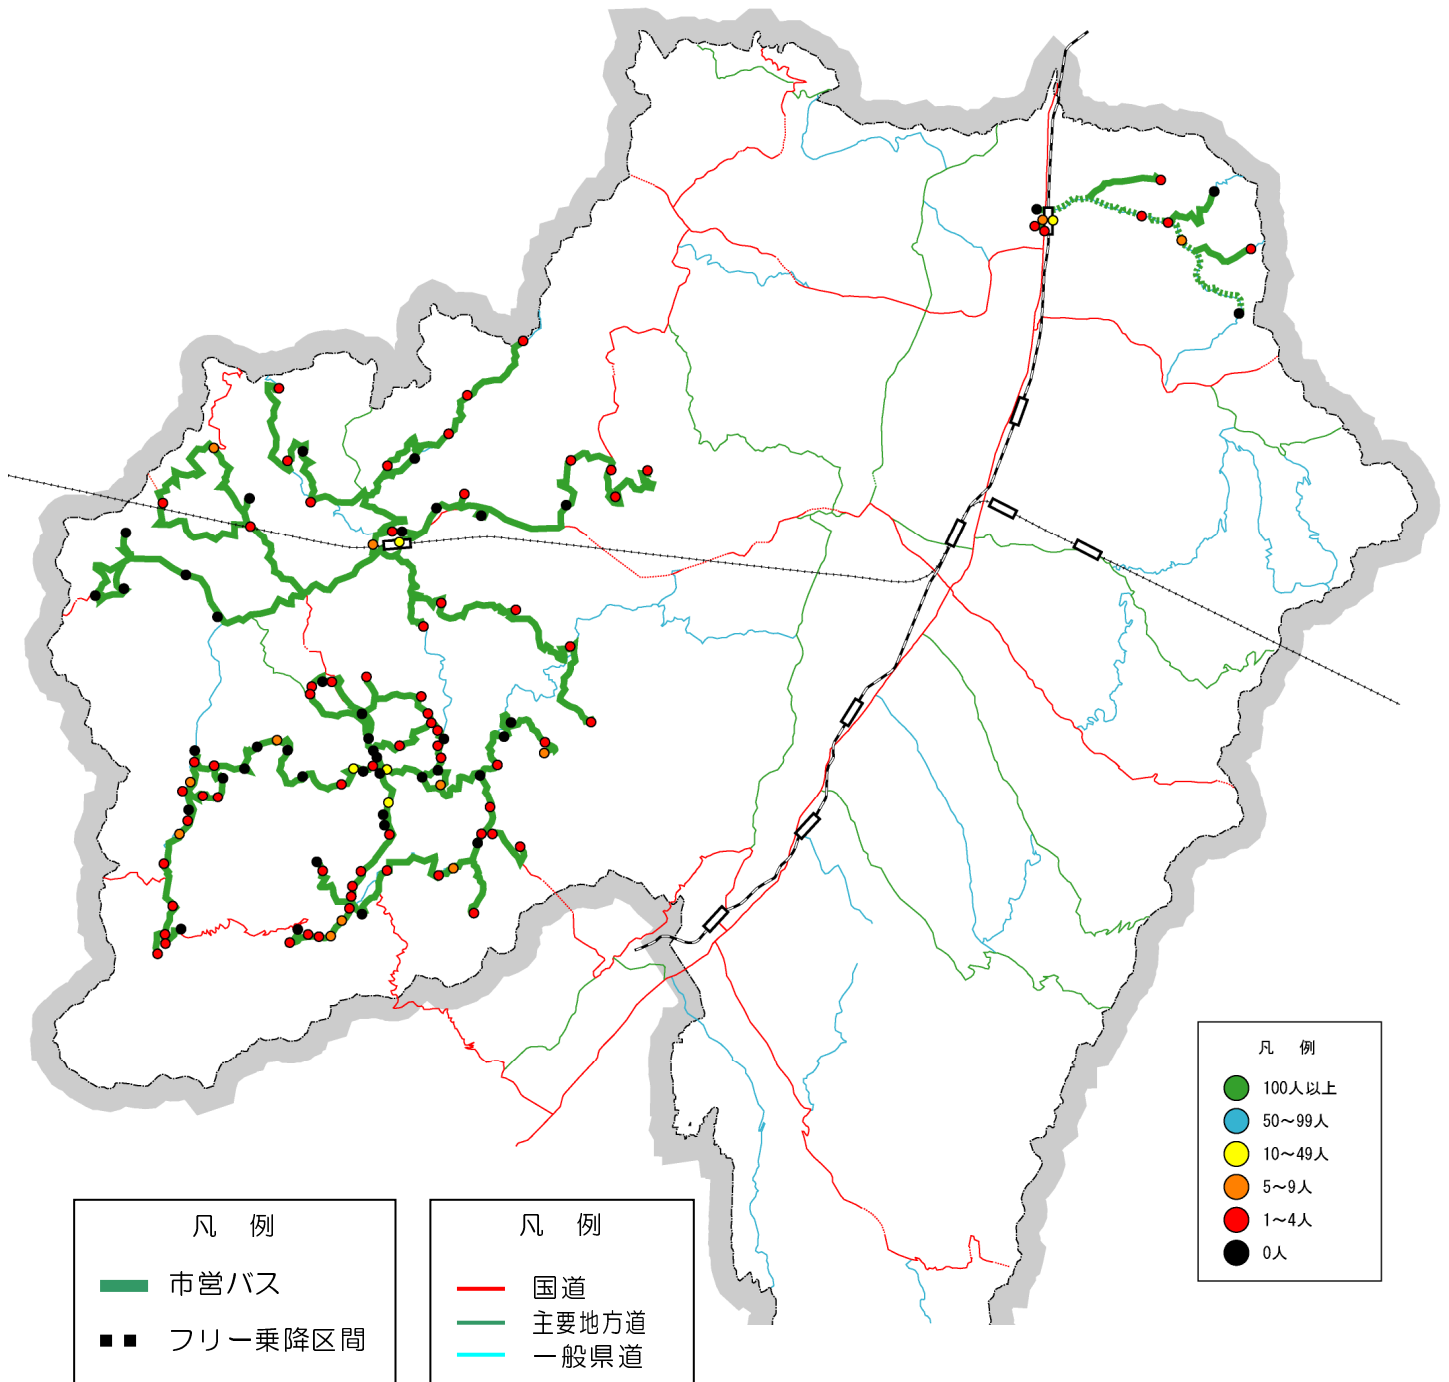 凡 例
100人以上
50～99人
10～49人
5～9人
1～4人
0人
凡 例
市営バス
フリー乗降区間
凡 例
国道
主要地方道
一般県道